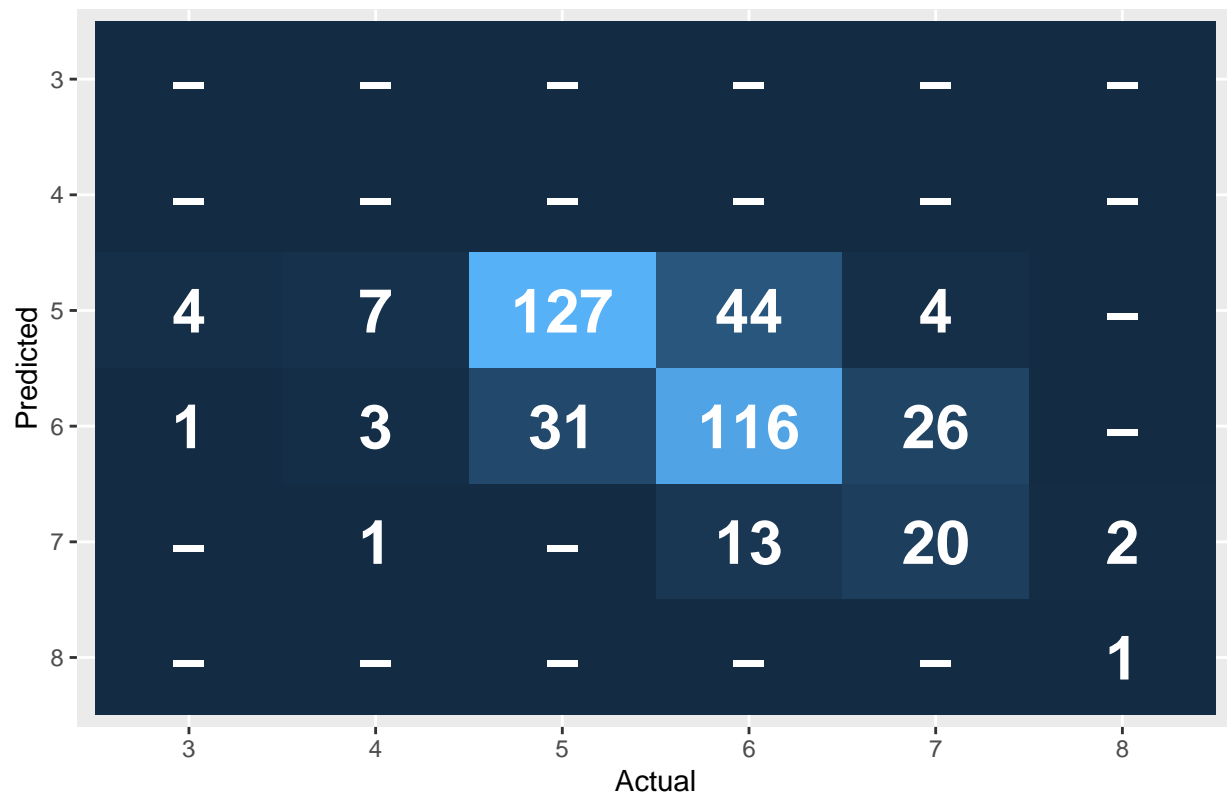 3 – – – – – –
4 – – – – – –
5 4 7 127 44 4 –
6 1 3 31 116 26 –
7 – 1 – 13 20 2
8 – – – – – 1
3 4 5 6 7 8
Actual
Predicted